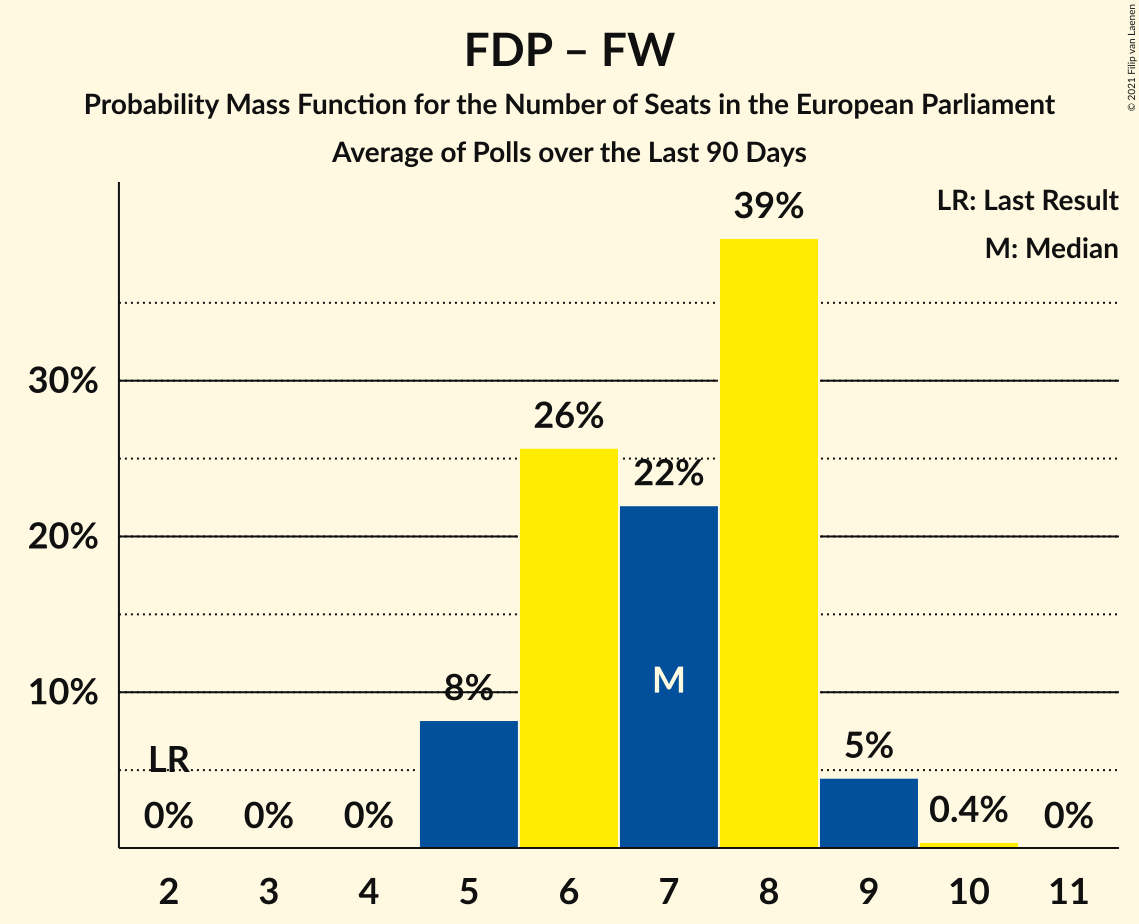 FDP – FW
Probability Mass Function for the Number of Seats in the European Parliament
Average of Polls over the Last 90 Days
© 2021 Filip van Laenen
LR: Last Result
M: Median
39%
30%
26%
22%
20%
10%
8%
M
LR
5%
0% 0% 0% 0.4% 0%
2 3 4 5 6 7 8 9 10 11